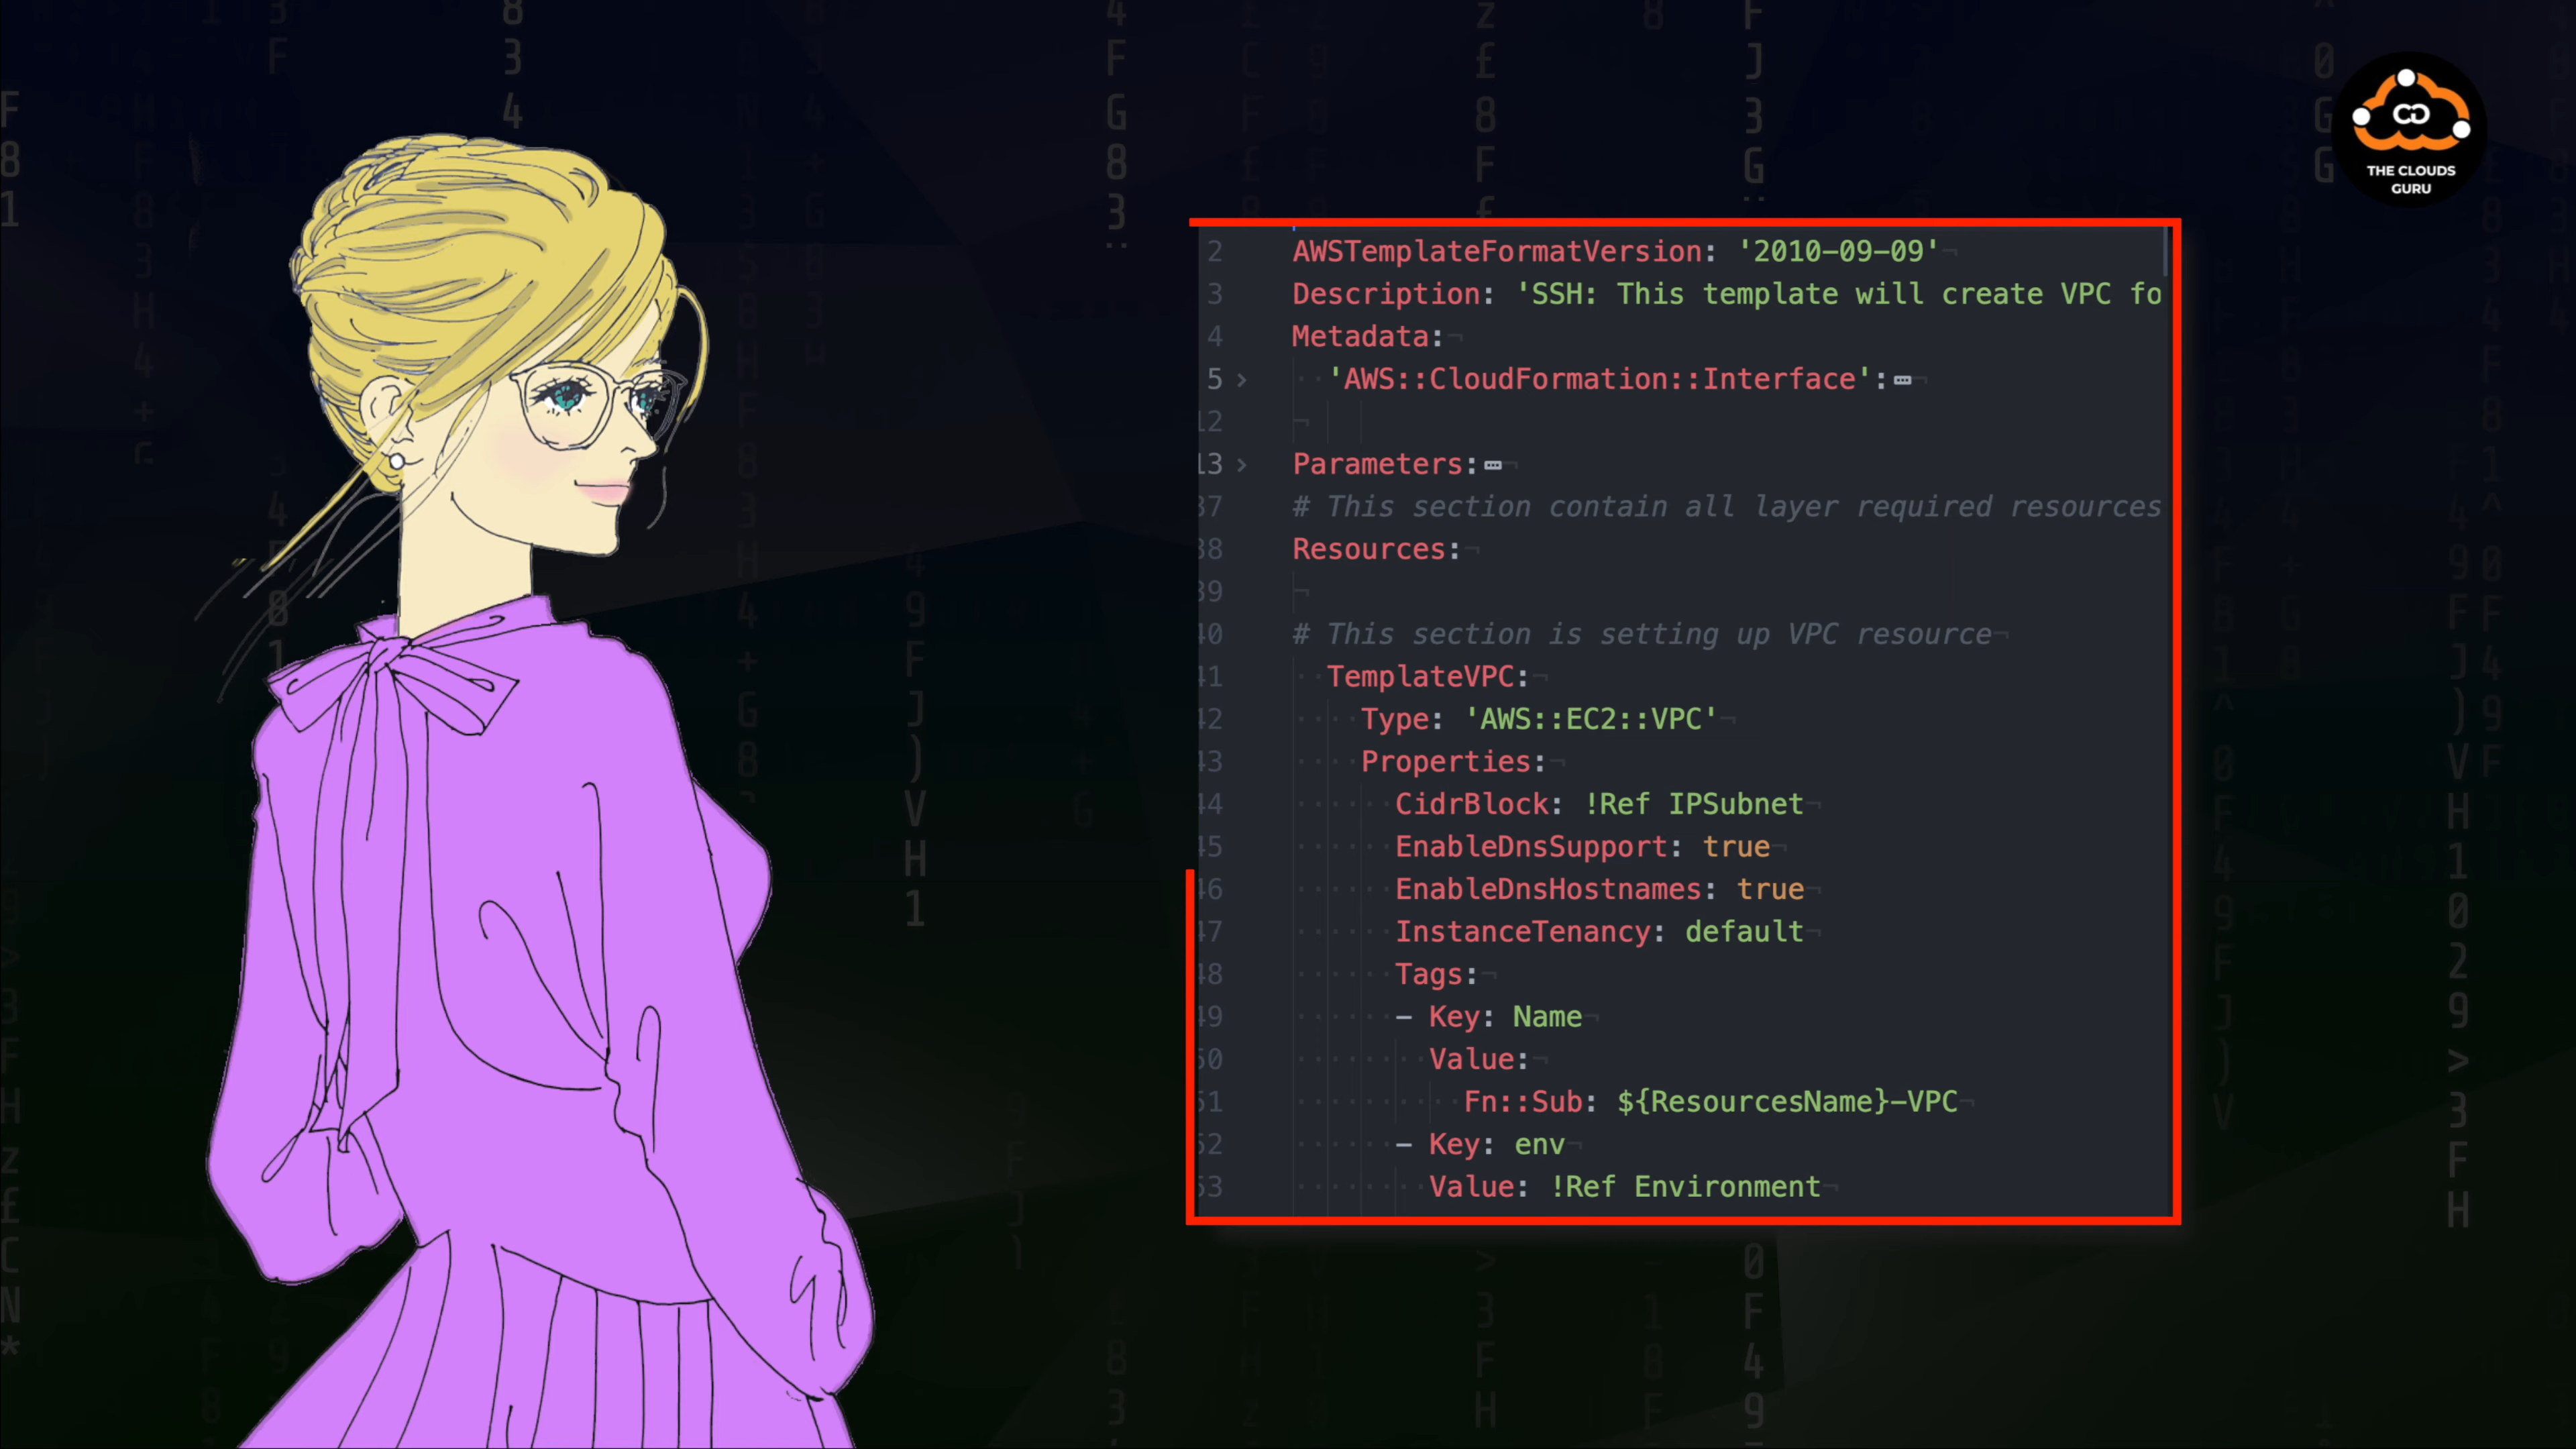 THE CLOUDS
GURU
2 AWSTemplateFormatVersion: '2010-09-09'
3 Description: 'SSH: This template will create VPC fo
4 Metadata:
5 'AWS::CloudFormation::Interface':
12
13 Parameters:
37 # This section contain all layer required resources
38 Resources:
39
40 # This section is setting up VPC resource
41 TemplateVPC:
42 Type: 'AWS::EC2::VPC'
43 Properties:
44 CidrBlock: !Ref IPSubnet
45 EnableDnsSupport: true
46 EnableDnsHostnames: true
47 InstanceTenancy: default
48 Tags:
49 - Key: Name
50 Value:
51 Fn::Sub: ${ResourcesName}-VPC
52 - Key: env
53 Value: !Ref Environment